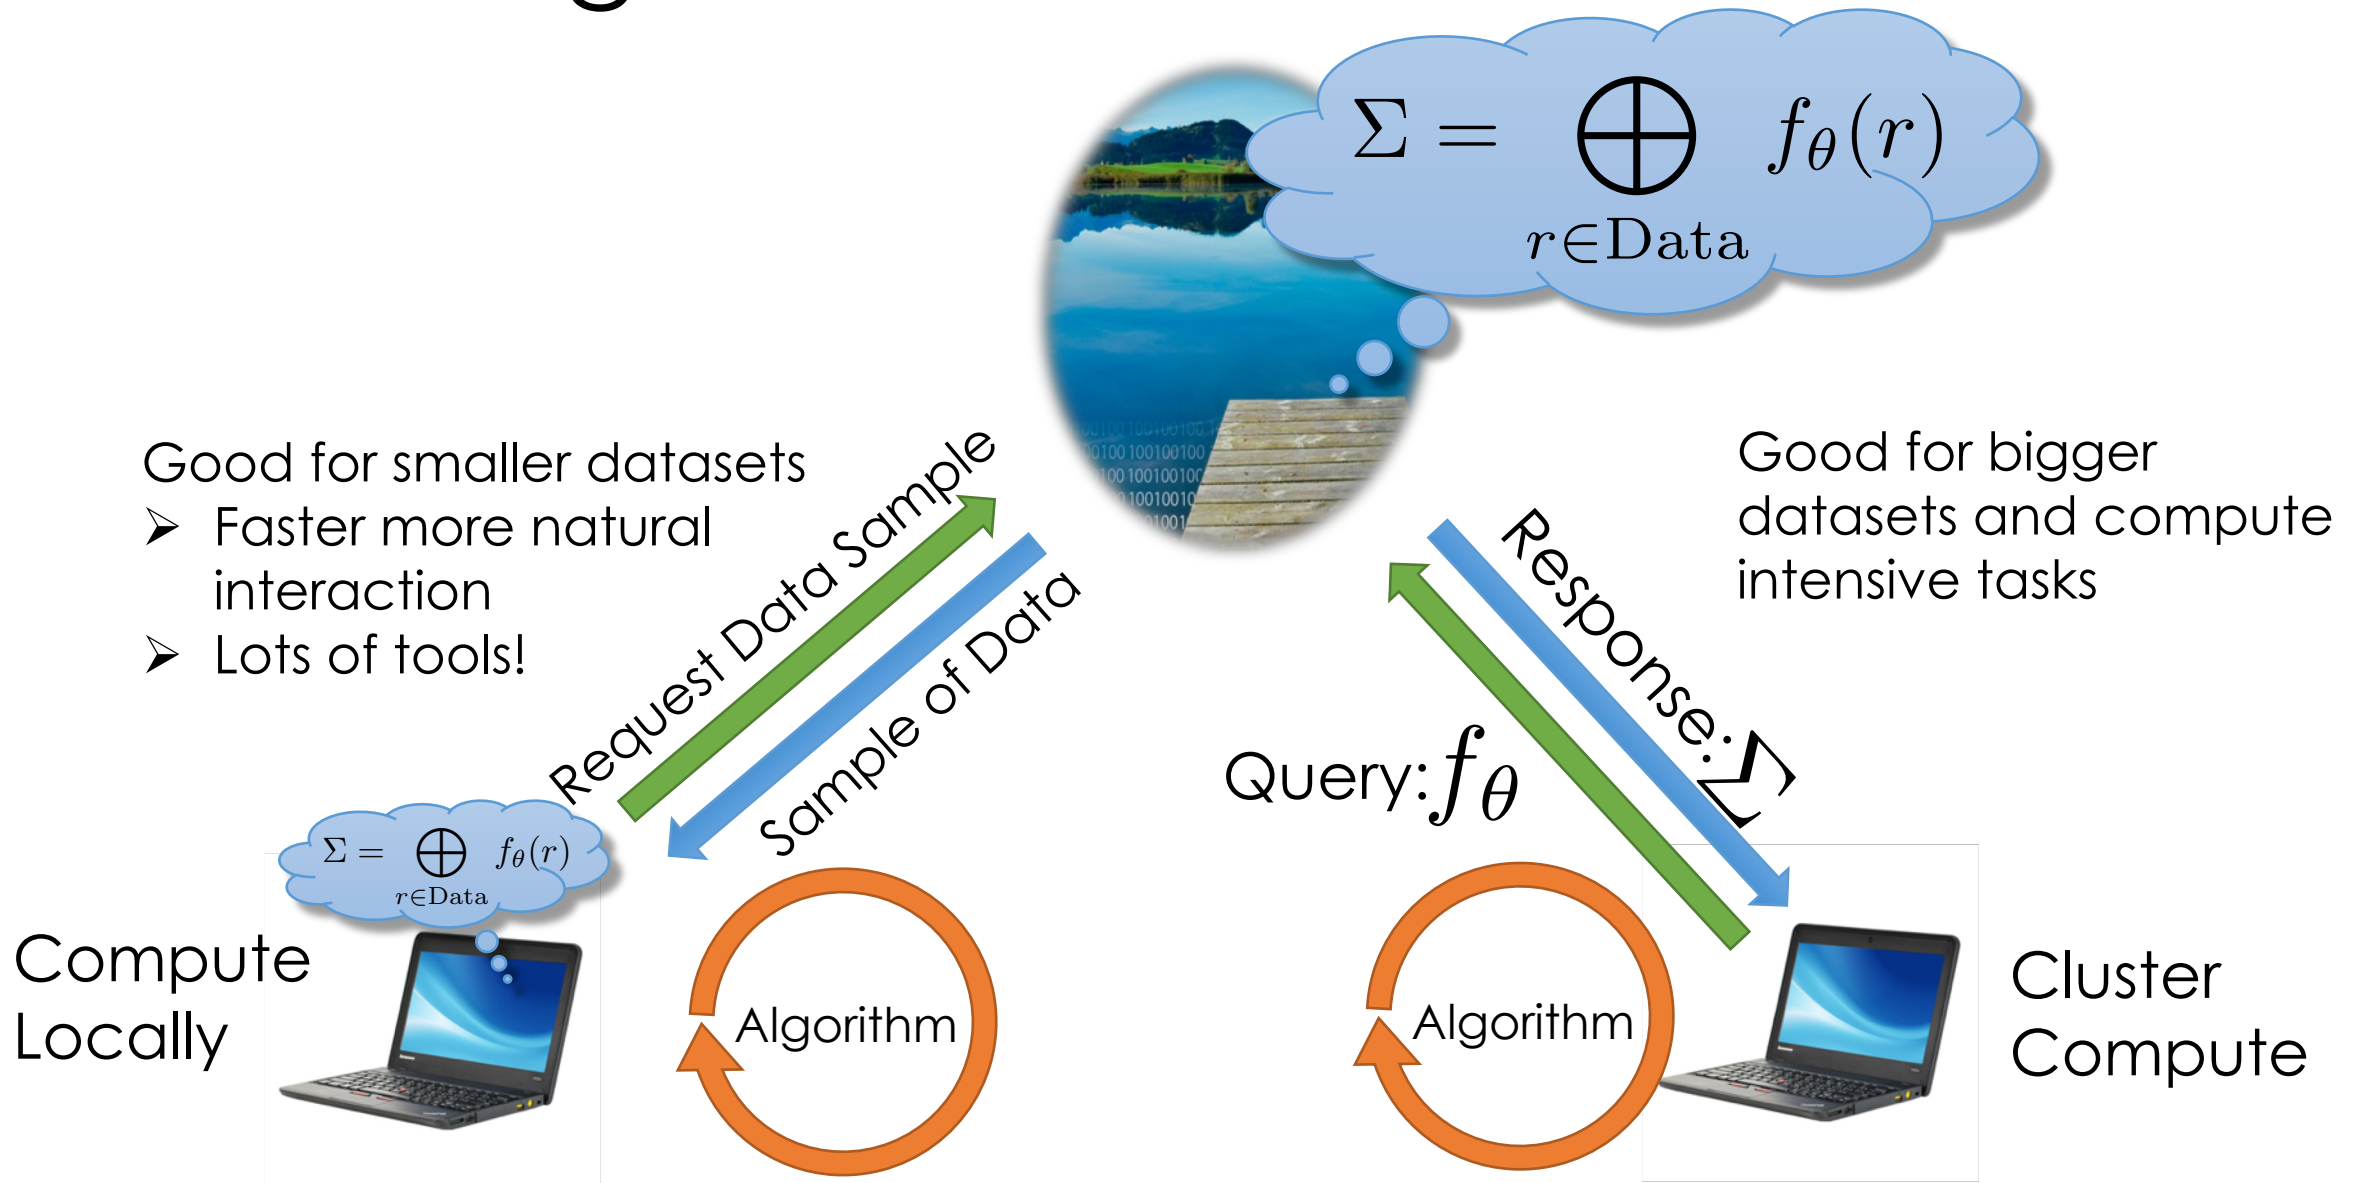 Σ = ⨁ f_θ(r)
r∈Data
Good for smaller datasets
➢ Faster more natural
interaction
➢ Lots of tools!
Request Data Sample
Sample of Data
Good for bigger
datasets and compute
intensive tasks
Response: Σ
Query: f_θ
Σ = ⨁ f_θ(r)
r∈Data
Compute
Locally
Algorithm
Algorithm
Cluster
Compute